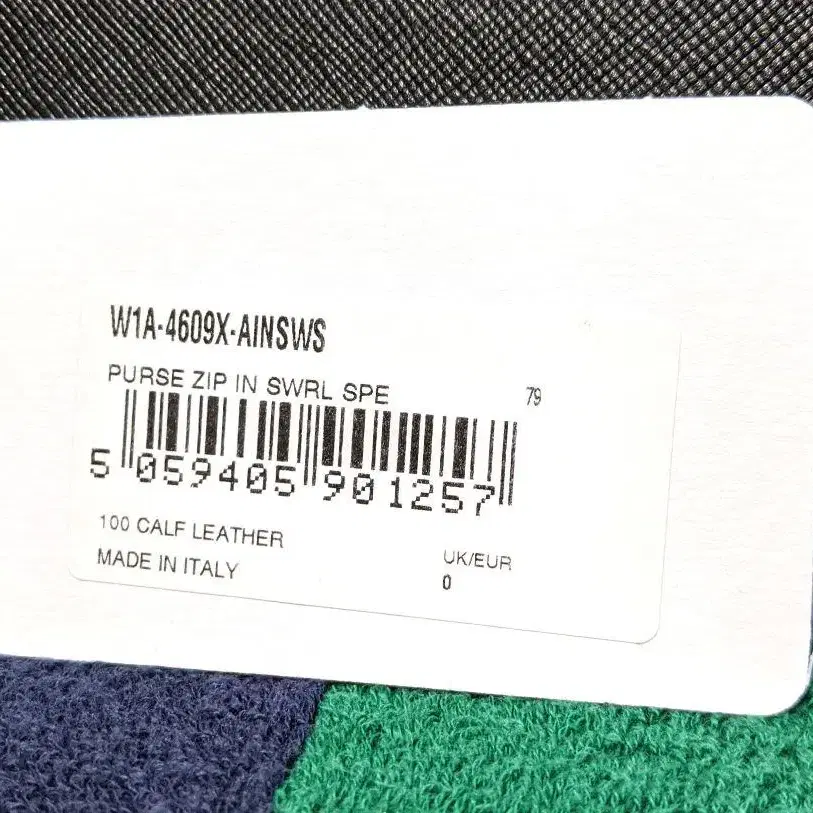 W1A-4609X-AINSWS
PURSE ZIP IN SWRL SPE
79
5 059405 901257
100 CALF LEATHER
MADE IN ITALY
UK/EUR
0